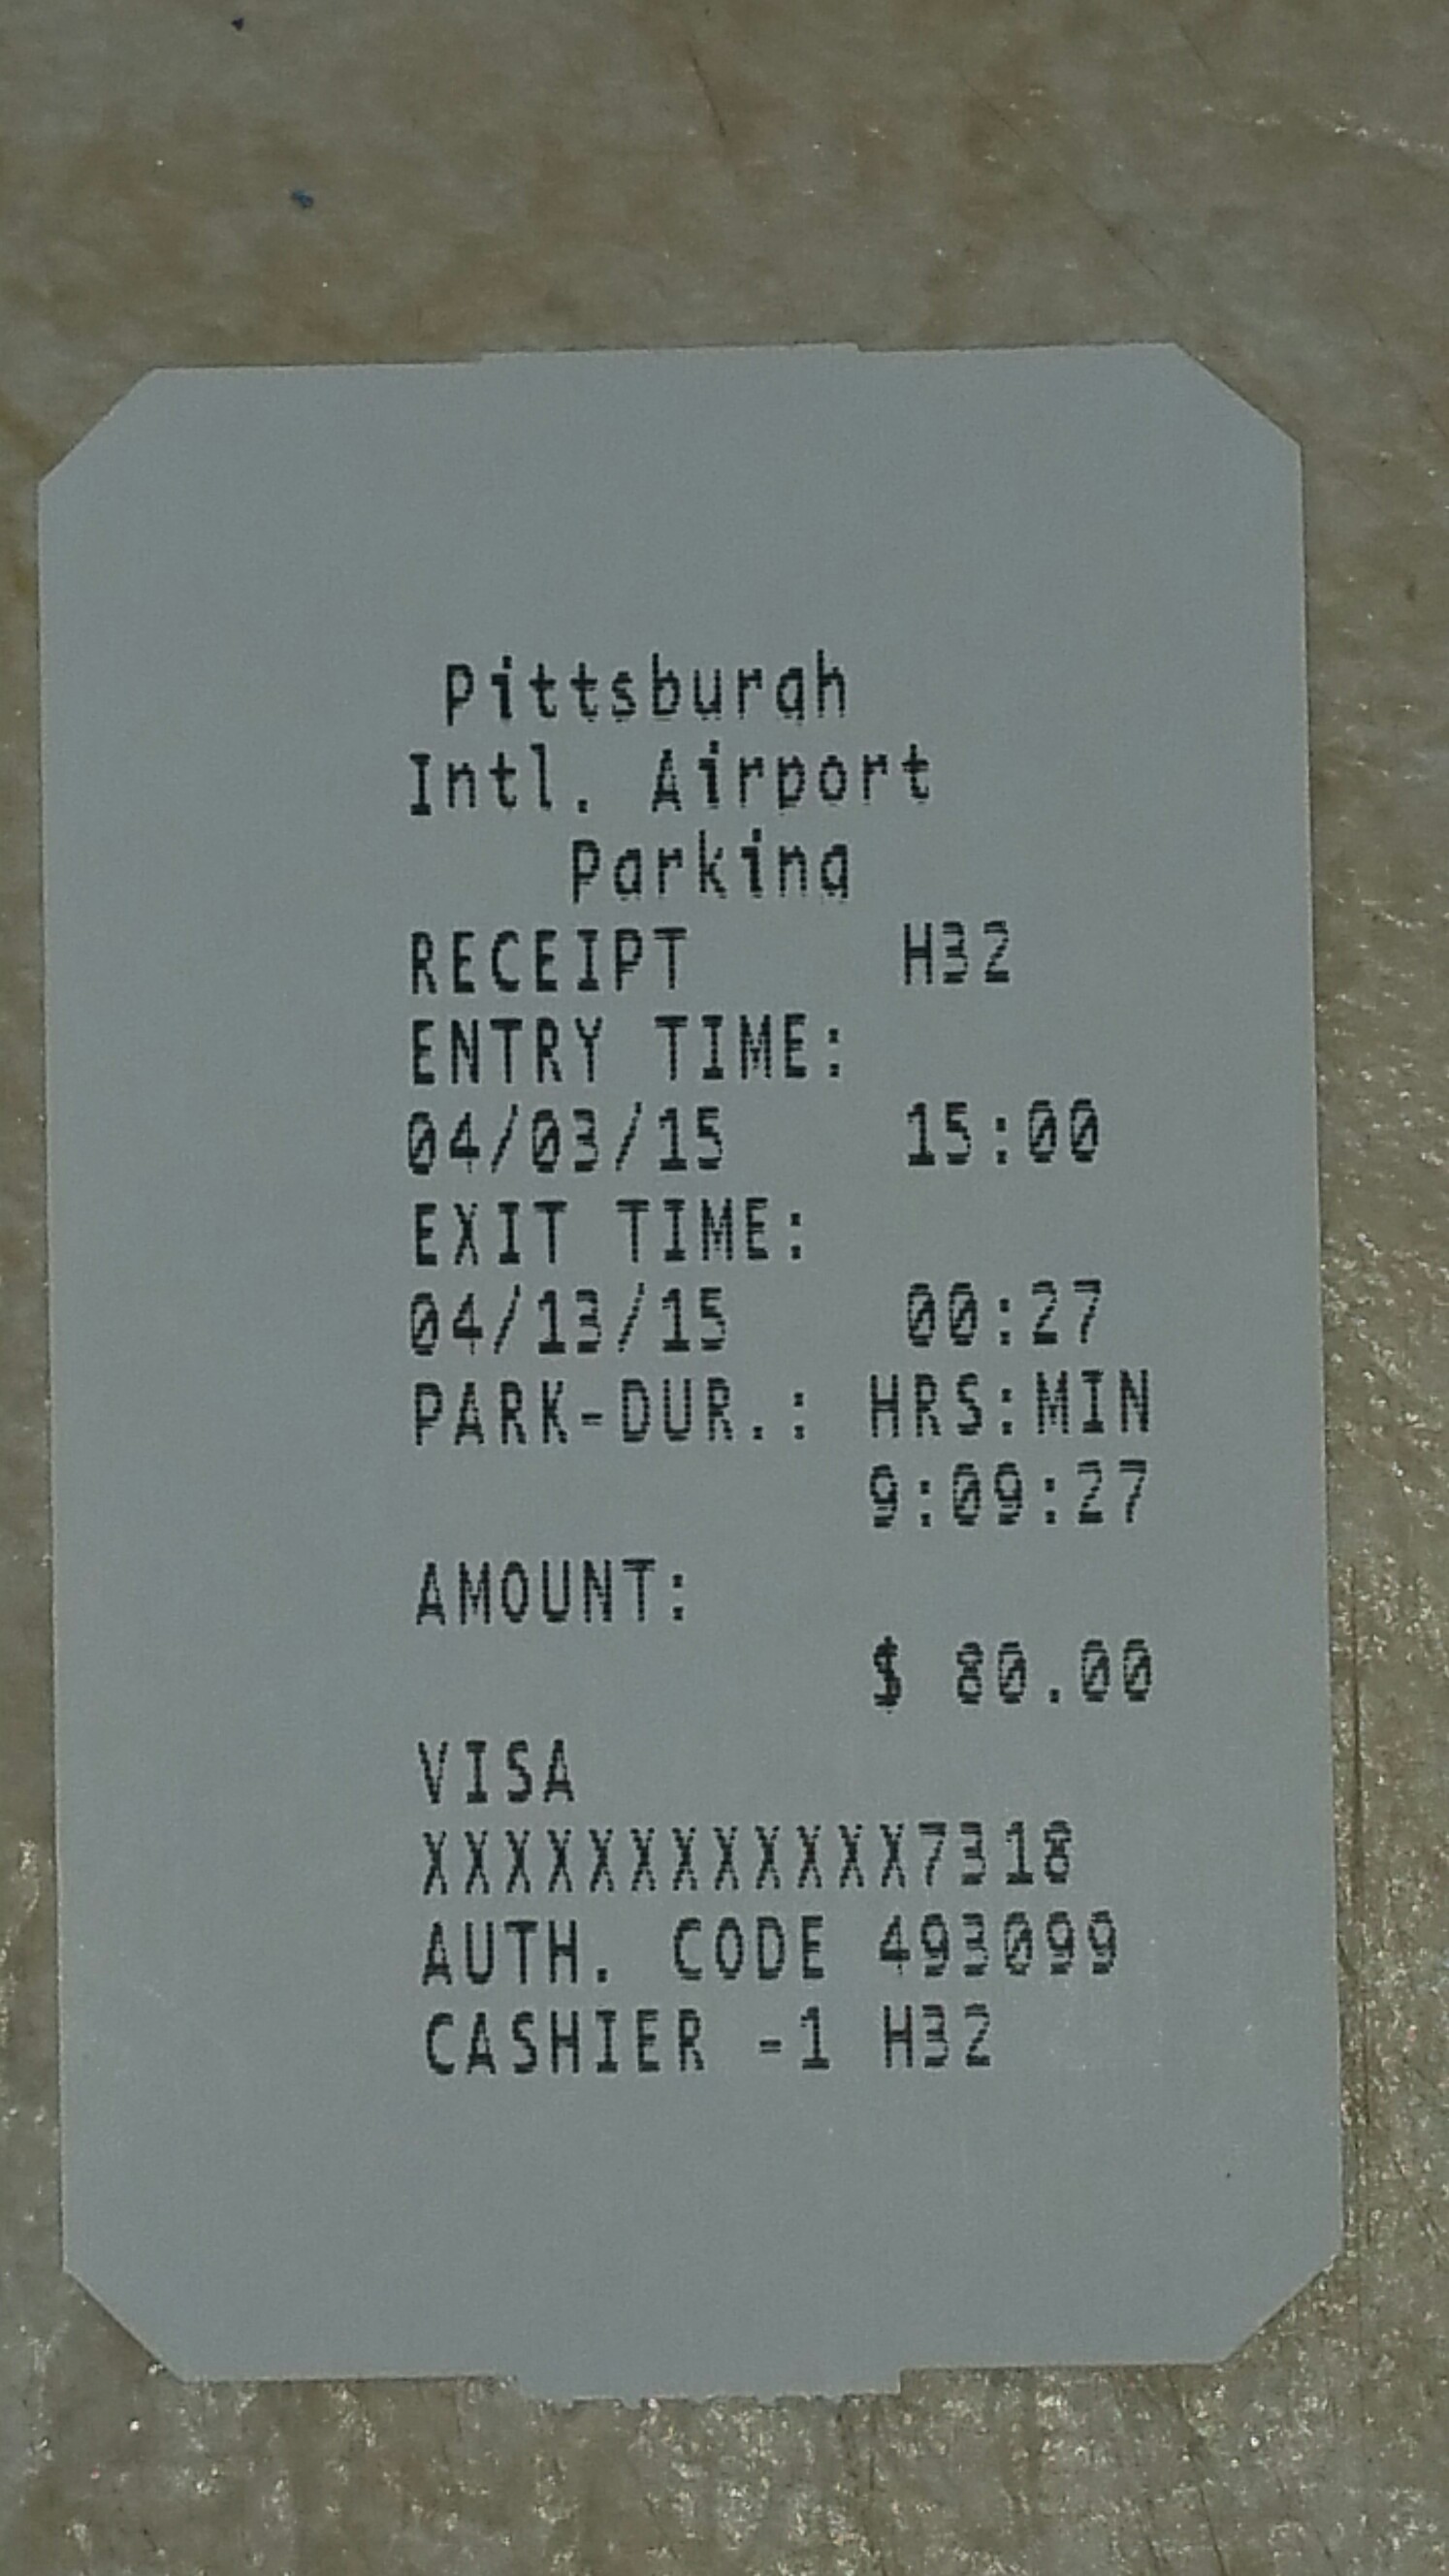 Pittsburgh
Intl. Airport
Parking
RECEIPT H32
ENTRY TIME:
04/03/15 15:00
EXIT TIME:
04/13/15 00:27
PARK-DUR.: HRS:MIN
9:09:27
AMOUNT:
$ 80.00
VISA
XXXXXXXXXXXX7318
AUTH. CODE 493099
CASHIER -1 H32